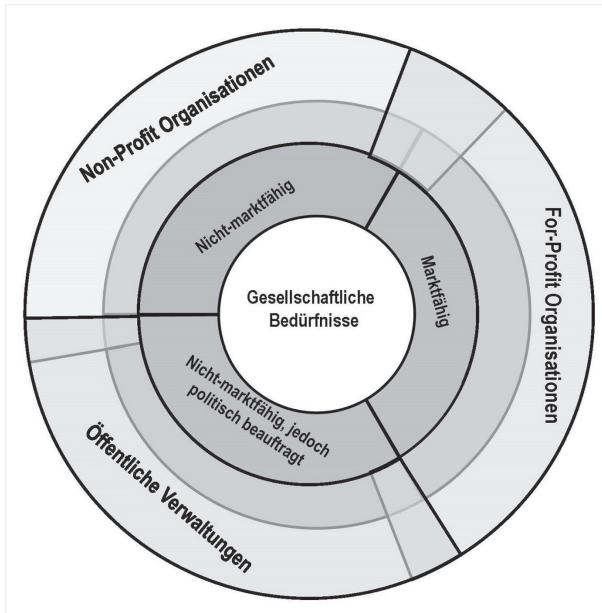 Non-Profit Organisationen
Nicht-marktfähig
Gesellschaftliche
Bedürfnisse
Marktfähig
For-Profit Organisationen
Nicht-marktfähig, jedoch
politisch beauftragt
Öffentliche Verwaltungen